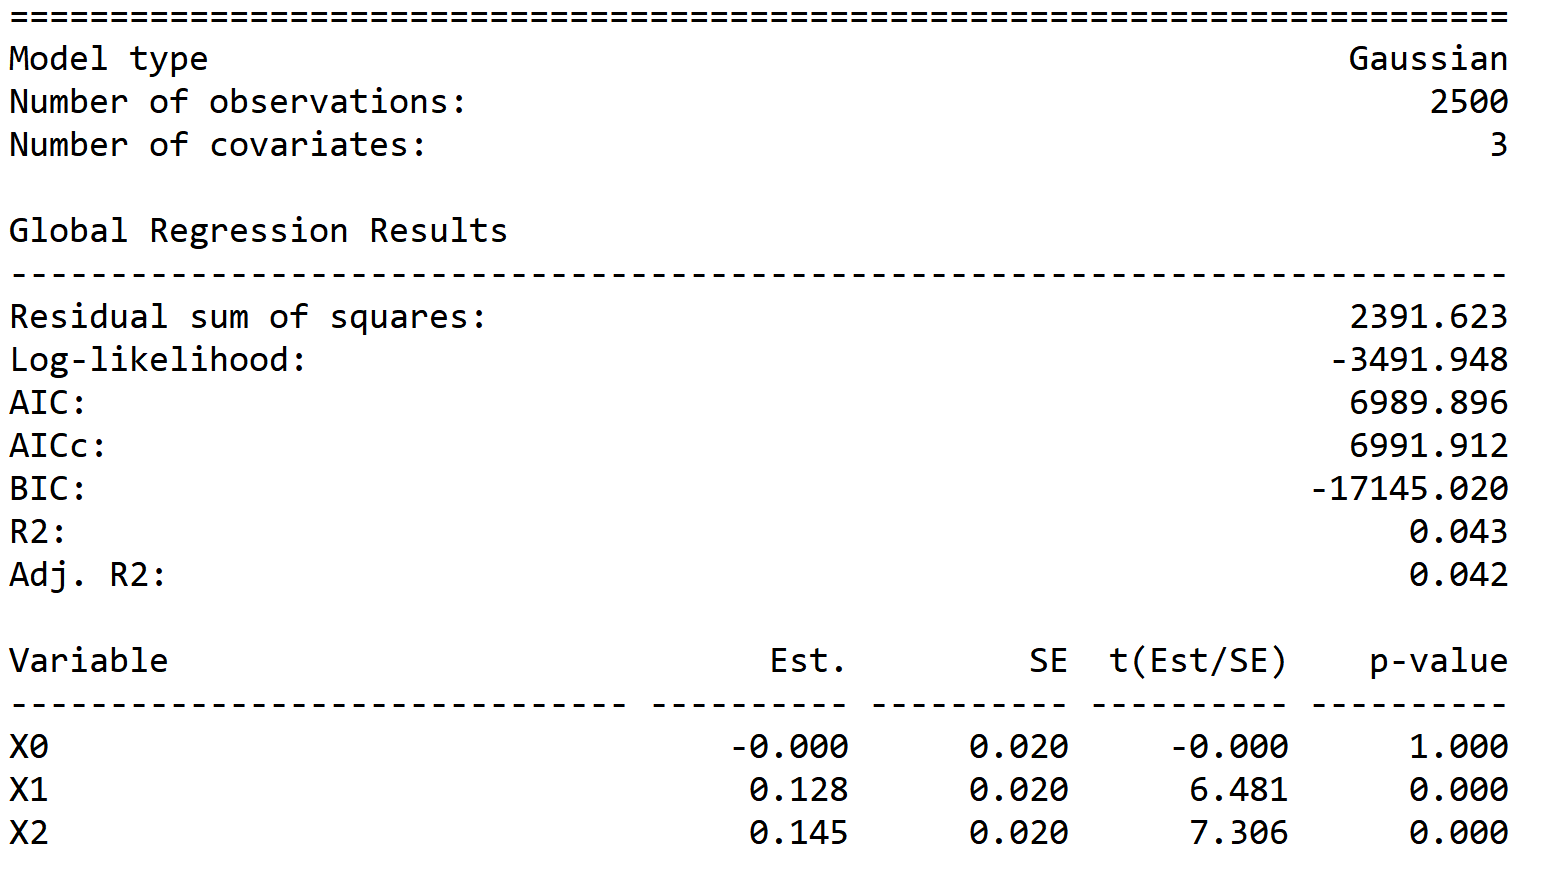 ===========================================================================
Model type                                                         Gaussian
Number of observations:                                                2500
Number of covariates:                                                     3

Global Regression Results
---------------------------------------------------------------------------
Residual sum of squares:                                           2391.623
Log-likelihood:                                                   -3491.948
AIC:                                                               6989.896
AICc:                                                              6991.912
BIC:                                                             -17145.020
R2:                                                                   0.043
Adj. R2:                                                              0.042

Variable                              Est.         SE  t(Est/SE)    p-value
------------------------------- ---------- ---------- ---------- ----------
X0                                  -0.000      0.020     -0.000      1.000
X1                                   0.128      0.020      6.481      0.000
X2                                   0.145      0.020      7.306      0.000